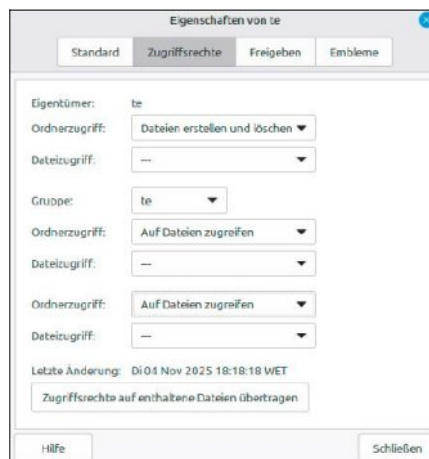 Eigenschaften von te
Standard Zugriffsrechte Freigeben Embleme
Eigentümer: te
Ordnerzugriff: Dateien erstellen und löschen
Dateizugriff: ---
Gruppe: te
Ordnerzugriff: Auf Dateien zugreifen
Dateizugriff: ---
Ordnerzugriff: Auf Dateien zugreifen
Dateizugriff: ---
Letzte Änderung: Di 04 Nov 2025 18:18:18 WET
Zugriffsrechte auf enthaltene Dateien übertragen
Hilfe Schließen